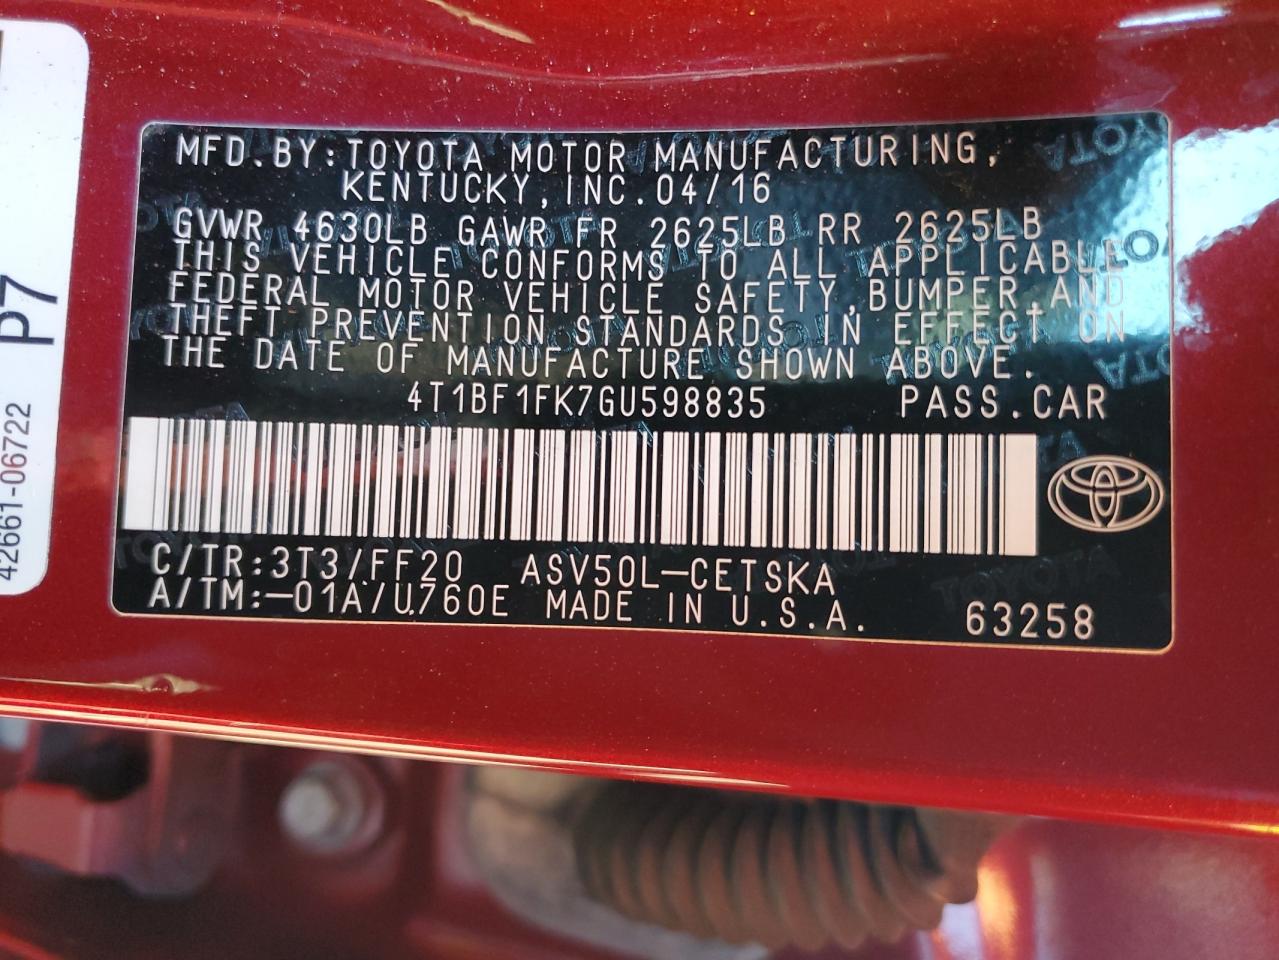 MFD.BY:TOYOTA MOTOR MANUFACTURING,
KENTUCKY,INC.04/16
GVWR 4630LB GAWR FR 2625LB RR 2625LB
THIS VEHICLE CONFORMS TO ALL APPLICABLE
FEDERAL MOTOR VEHICLE SAFETY,BUMPER,AND
THEFT PREVENTION STANDARDS IN EFFECT ON
THE DATE OF MANUFACTURE SHOWN ABOVE.
4T1BF1FK7GU598835 PASS.CAR
C/TR:3T3/FF20 ASV50L-CETSKA
A/TM:-01A/U760E MADE IN U.S.A. 63258
42661-06722 P7